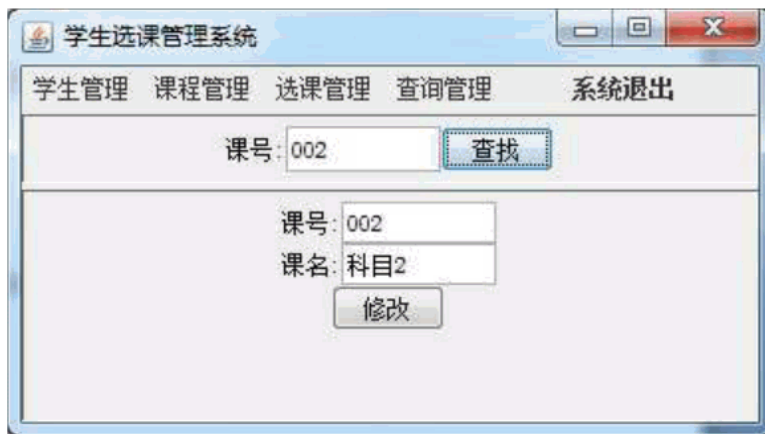 学生选课管理系统
学生管理 课程管理 选课管理 查询管理 系统退出
课号: 002 查找
课号: 002
课名: 科目2
修改